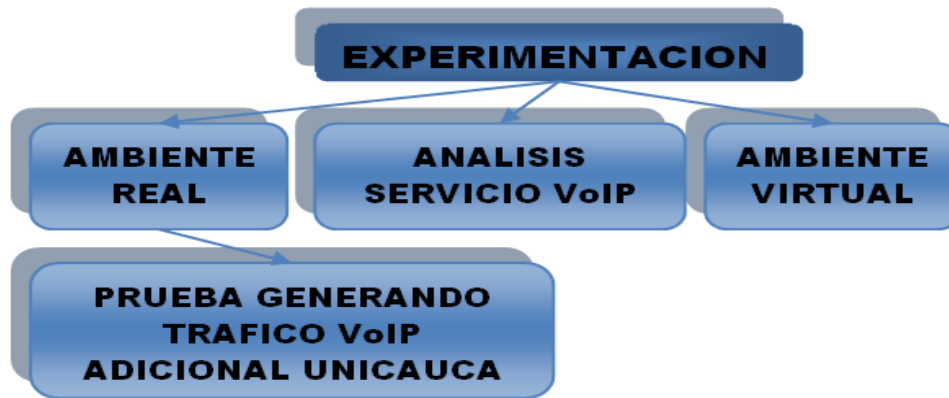 EXPERIMENTACION
AMBIENTE
REAL
ANALISIS
SERVICIO VoIP
AMBIENTE
VIRTUAL
PRUEBA GENERANDO
TRAFICO VoIP
ADICIONAL UNICAUCA